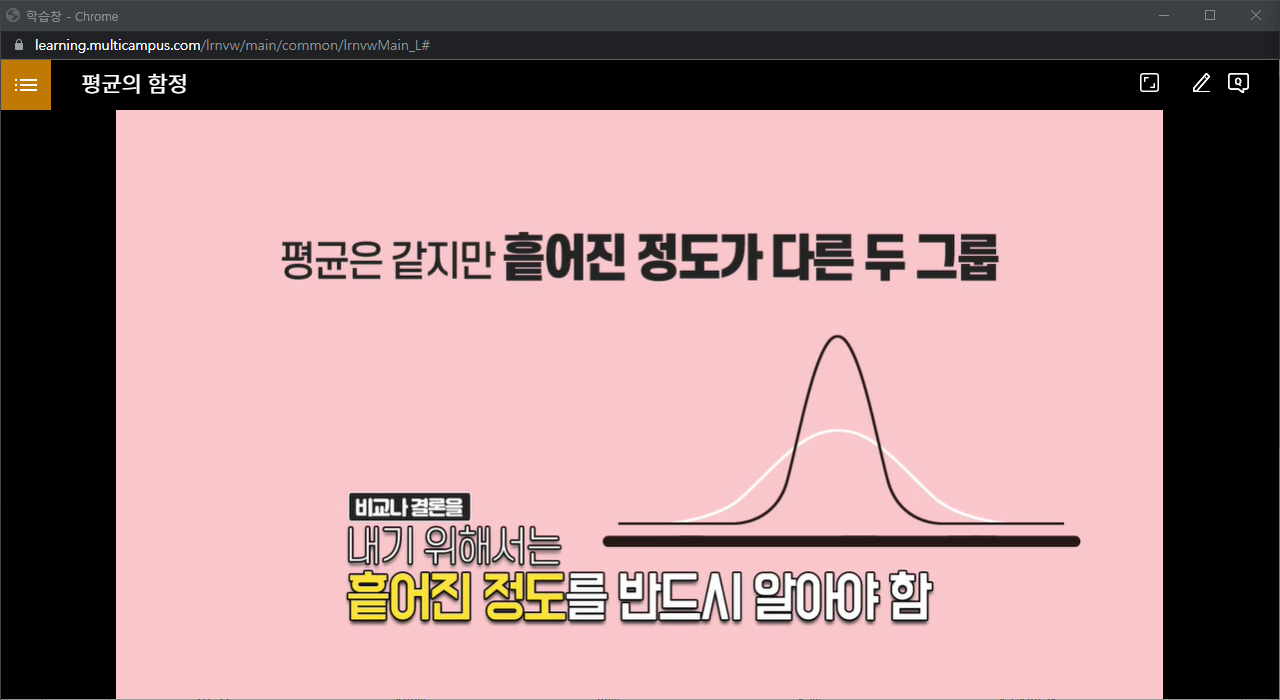 학습창 - Chrome
learning.multicampus.com/lrnvw/main/common/lrnvwMain_L#
평균의 함정
Q
평균은 같지만 흩어진 정도가 다른 두 그룹
비교나 결론을
내기 위해서는
흩어진 정도를 반드시 알아야 함